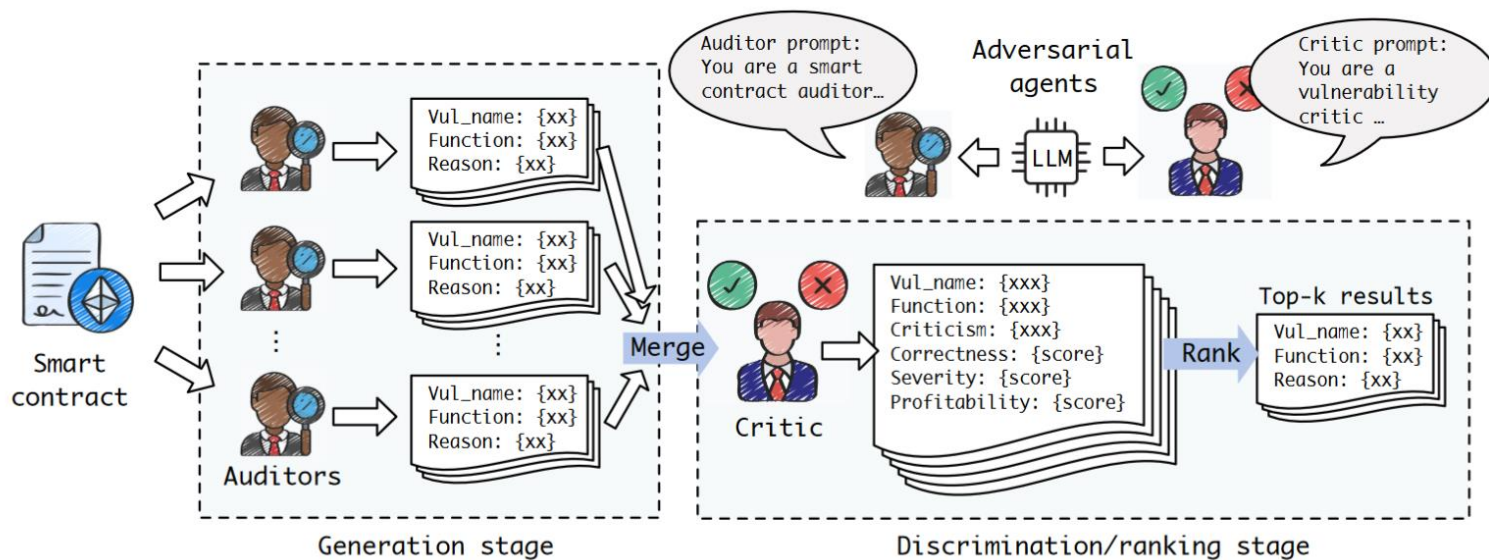 Smart
contract
Vul_name: {xx}
Function: {xx}
Reason: {xx}
Vul_name: {xx}
Function: {xx}
Reason: {xx}
⋮
⋮
Vul_name: {xx}
Function: {xx}
Reason: {xx}
Auditors
Generation stage
Merge
Auditor prompt:
You are a smart
contract auditor…
Adversarial
agents
LLM
Critic prompt:
You are a
vulnerability
critic …
Critic
Vul_name: {xxx}
Function: {xxx}
Criticism: {xxx}
Correctness: {score}
Severity: {score}
Profitability: {score}
Rank
Top-k results
Vul_name: {xx}
Function: {xx}
Reason: {xx}
Discrimination/ranking stage